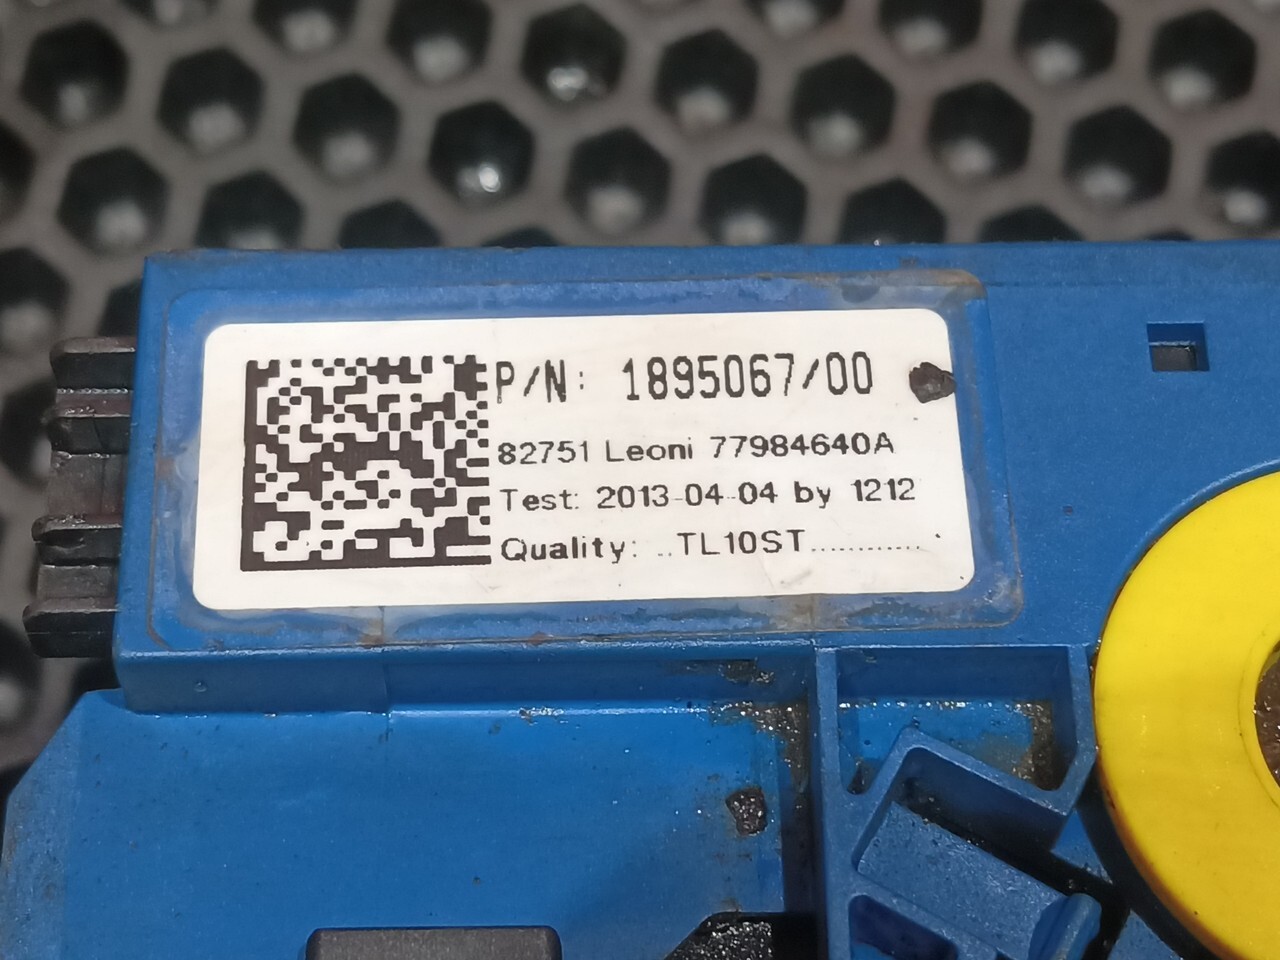 P/N: 1895067/00
82751 Leoni 77984640A
Test: 2013-04-04 by 1212
Quality: ..TL10ST............